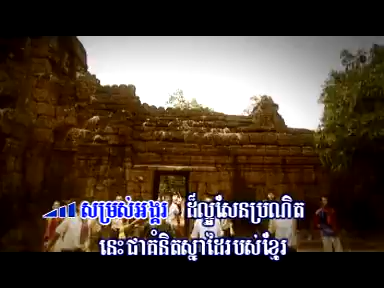 សម្រស់អង្គរ ដ៏ល្អសែនប្រណិត
នេះជាគំនិតស្នាដៃរបស់ខ្មែរ